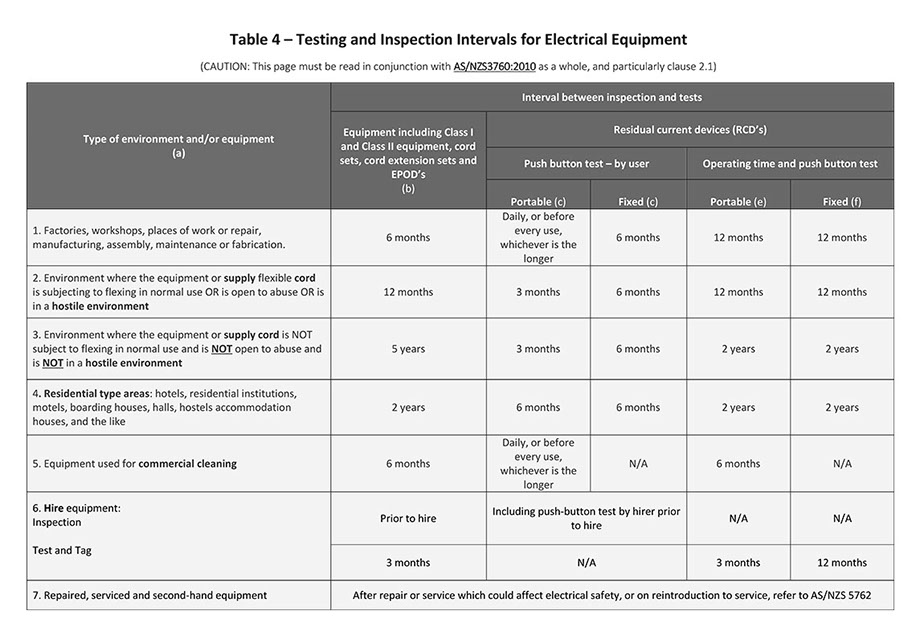 Table 4 – Testing and Inspection Intervals for Electrical Equipment
(CAUTION: This page must be read in conjunction with AS/NZS3760:2010 as a whole, and particularly clause 2.1)
Type of environment and/or equipment
(a)
Interval between inspection and tests
Equipment including Class I
and Class II equipment, cord
sets, cord extension sets and
EPOD's
(b)
Residual current devices (RCD's)
Push button test – by user
Operating time and push button test
Portable (c)
Fixed (c)
Portable (e)
Fixed (f)
1. Factories, workshops, places of work or repair,
manufacturing, assembly, maintenance or fabrication.
6 months
Daily, or before
every use,
whichever is the
longer
6 months
12 months
12 months
2. Environment where the equipment or supply flexible cord
is subjecting to flexing in normal use OR is open to abuse OR is
in a hostile environment
12 months
3 months
6 months
12 months
12 months
3. Environment where the equipment or supply cord is NOT
subject to flexing in normal use and is NOT open to abuse and
is NOT in a hostile environment
5 years
3 months
6 months
2 years
2 years
4. Residential type areas: hotels, residential institutions,
motels, boarding houses, halls, hostels accommodation
houses, and the like
2 years
6 months
6 months
2 years
2 years
5. Equipment used for commercial cleaning
6 months
Daily, or before
every use,
whichever is the
longer
N/A
6 months
N/A
6. Hire equipment:
Inspection
Prior to hire
Including push-button test by hirer prior
to hire
N/A
N/A
Test and Tag
3 months
N/A
3 months
12 months
7. Repaired, serviced and second-hand equipment
After repair or service which could affect electrical safety, or on reintroduction to service, refer to AS/NZS 5762